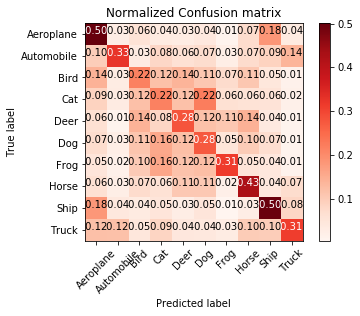 Normalized Confusion matrix
True label
Aeroplane 0.50 0.03 0.06 0.04 0.03 0.04 0.01 0.07 0.18 0.04
Automobile 0.10 0.33 0.03 0.08 0.06 0.07 0.03 0.07 0.09 0.14
Bird 0.14 0.03 0.22 0.12 0.14 0.11 0.07 0.11 0.05 0.01
Cat 0.09 0.03 0.12 0.22 0.12 0.22 0.06 0.06 0.06 0.02
Deer 0.06 0.01 0.14 0.08 0.28 0.12 0.11 0.14 0.04 0.01
Dog 0.07 0.01 0.11 0.16 0.12 0.28 0.05 0.10 0.07 0.01
Frog 0.05 0.02 0.10 0.16 0.12 0.12 0.31 0.05 0.04 0.01
Horse 0.06 0.03 0.07 0.06 0.11 0.11 0.02 0.43 0.04 0.07
Ship 0.18 0.04 0.04 0.05 0.03 0.05 0.01 0.03 0.50 0.08
Truck 0.12 0.12 0.05 0.09 0.04 0.04 0.03 0.10 0.10 0.31
Aeroplane Automobile Bird Cat Deer Dog Frog Horse Ship Truck
Predicted label
0.5
0.4
0.3
0.2
0.1